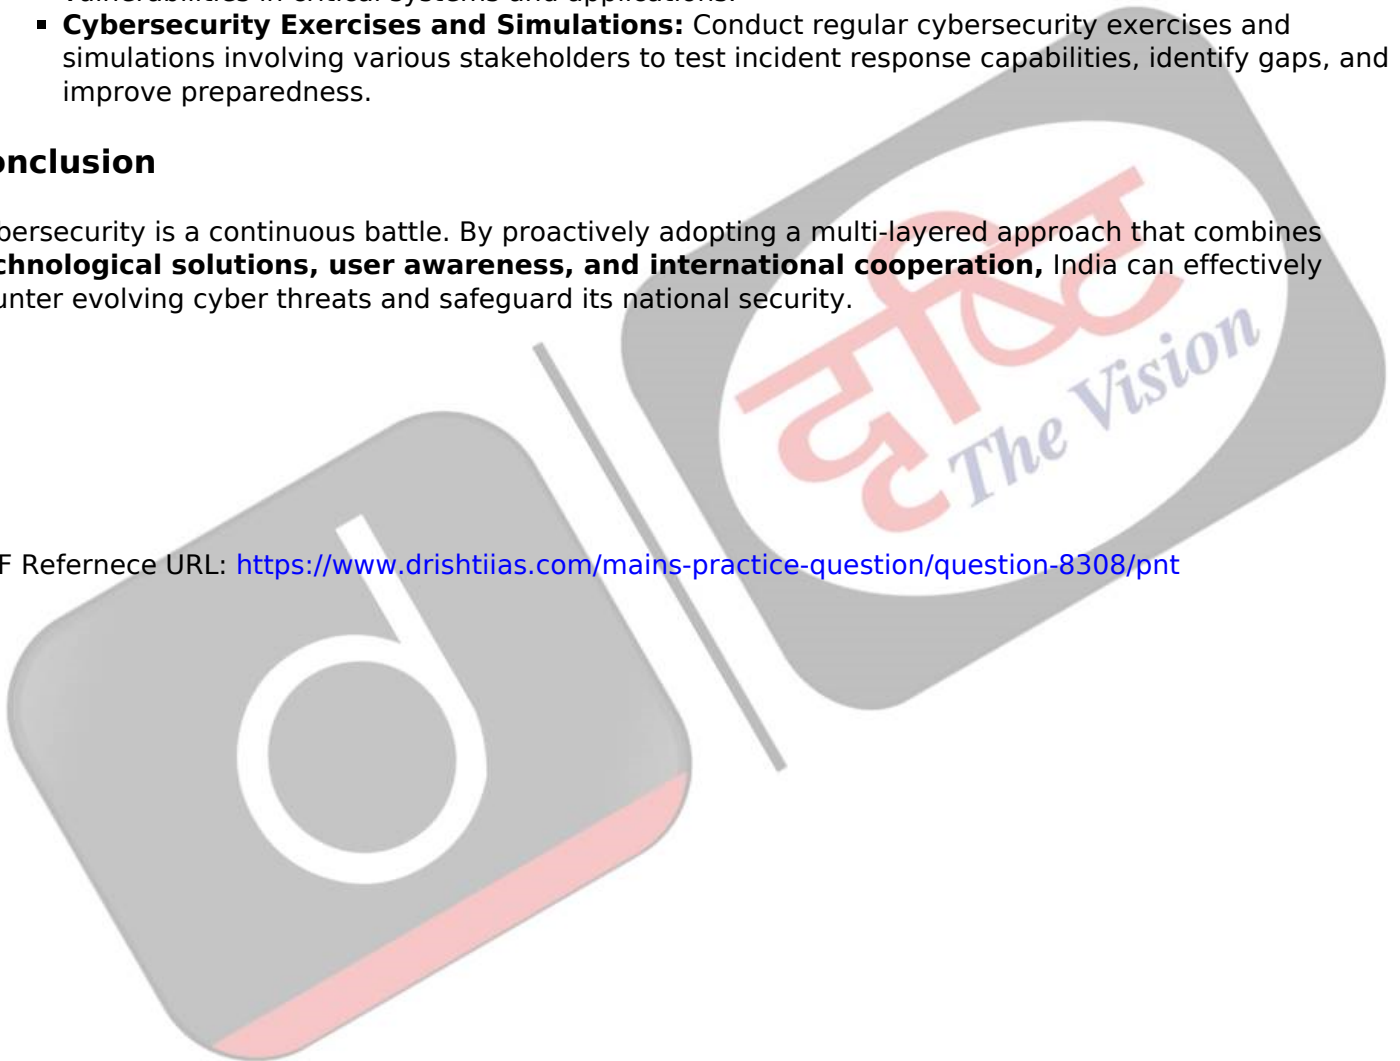 vulnerabilities in critical systems and applications.
▪ Cybersecurity Exercises and Simulations: Conduct regular cybersecurity exercises and
simulations involving various stakeholders to test incident response capabilities, identify gaps, and
improve preparedness.
onclusion
bersecurity is a continuous battle. By proactively adopting a multi-layered approach that combines
chnological solutions, user awareness, and international cooperation, India can effectively
unter evolving cyber threats and safeguard its national security.
दृष्टि
The Vision
F Refernece URL: https://www.drishtiias.com/mains-practice-question/question-8308/pnt
d